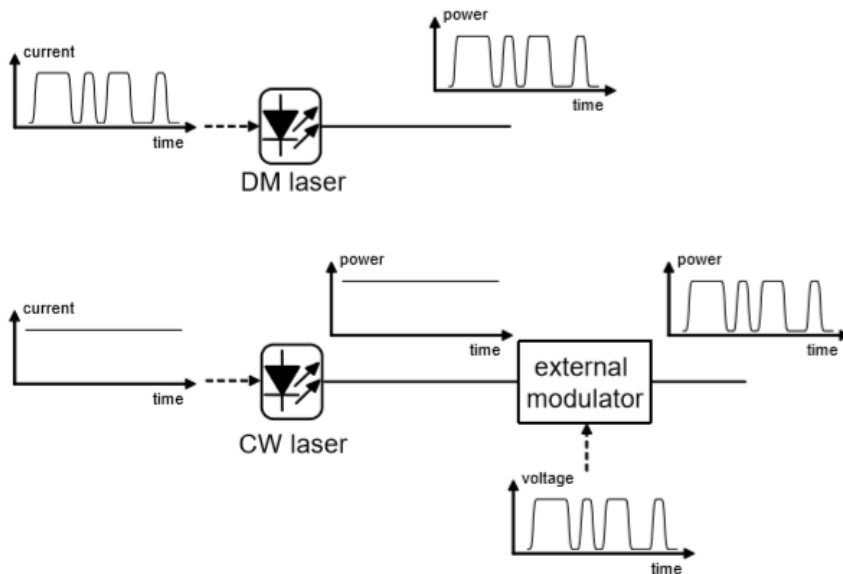 power
current
time
time
DM laser
power
power
current
time
time
external
modulator
time
CW laser
voltage
time